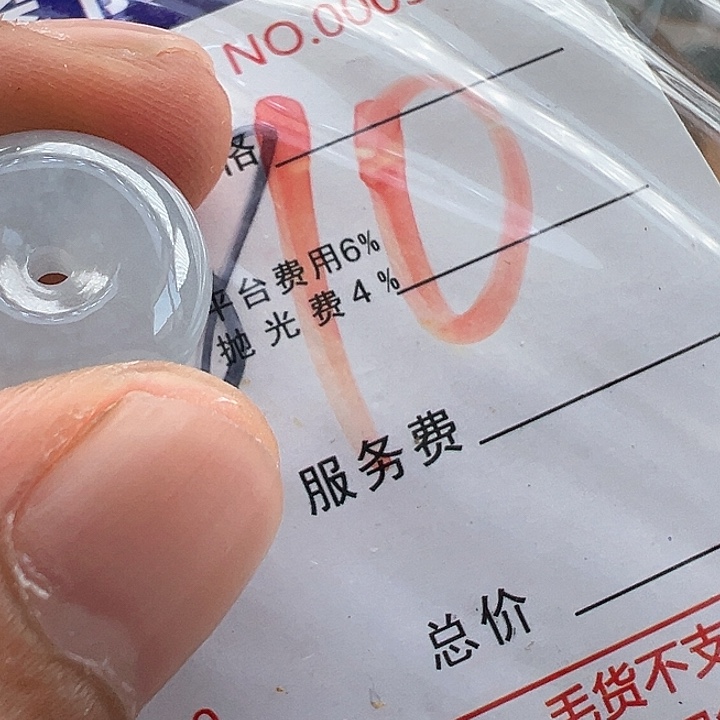 NO.000
10
格
平台费用6%
抛光费4%
服务费
总价
毛货不支